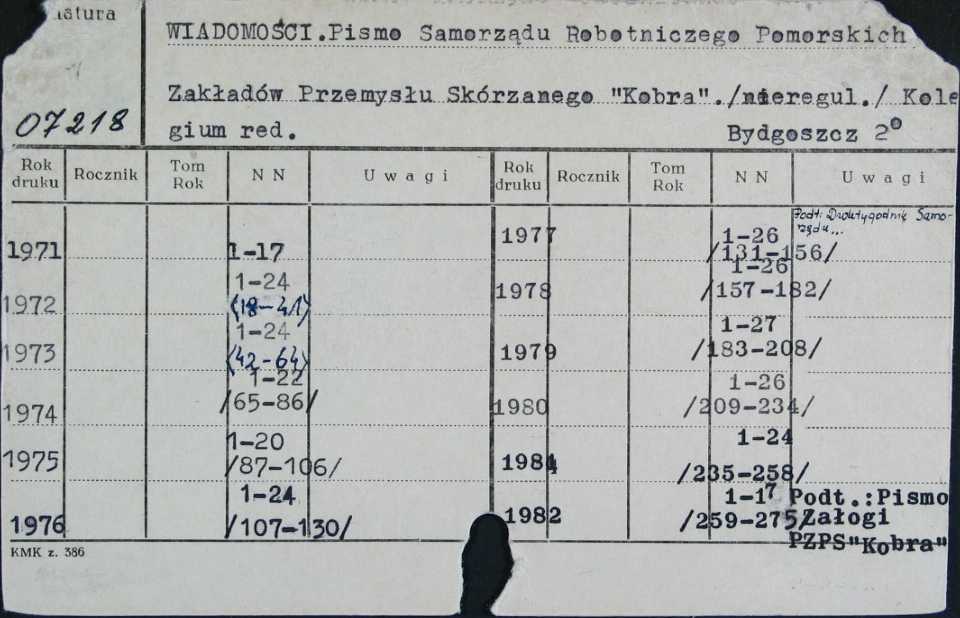 WIADOMOŚCI.Pismo Samorządu Robotniczego Pomorskich
Zakładów Przemysłu Skórzanego "Kobra"./nieregul./ Kole
07218
gium red. Bydgoszcz 2°
Rok druku Rocznik Tom Rok N N Uwagi Rok druku Rocznik Tom Rok N N Uwagi
1971 1-17
1972 1-24 (18-41)
1973 1-24 (42-64)
1974 1-22 /65-86/
1975 1-20 /87-106/
1976 1-24 /107-130/
1977 1-26 /131-156/ Podt: Dwutygodnik Samorządu...
1978 1-26 /157-182/
1979 1-27 /183-208/
1980 1-26 /209-234/
1981 1-24 /235-258/
1982 1-17 /259-275/ Podt.:Pismo
Załogi
PZPS"Kobra"
KMK z. 386